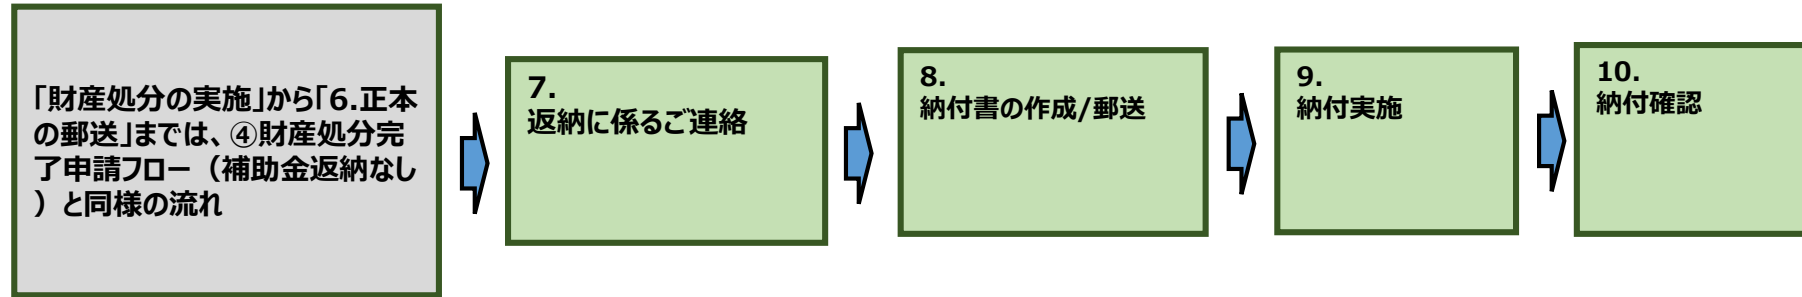 「財産処分の実施」から「6.正本
の郵送」までは、④財産処分完
了申請フロー（補助金返納なし
）と同様の流れ
7.
返納に係るご連絡
8.
納付書の作成/郵送
9.
納付実施
10.
納付確認